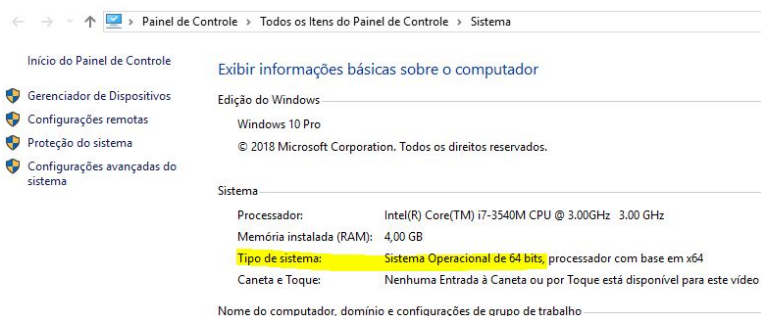 Painel de Controle > Todos os Itens do Painel de Controle > Sistema
Início do Painel de Controle
Gerenciador de Dispositivos
Configurações remotas
Proteção do sistema
Configurações avançadas do
sistema
Exibir informações básicas sobre o computador
Edição do Windows
Windows 10 Pro
© 2018 Microsoft Corporation. Todos os direitos reservados.
Sistema
Processador: Intel(R) Core(TM) i7-3540M CPU @ 3.00GHz 3.00 GHz
Memória instalada (RAM): 4,00 GB
Tipo de sistema: Sistema Operacional de 64 bits, processador com base em x64
Caneta e Toque: Nenhuma Entrada à Caneta ou por Toque está disponível para este vídeo
Nome do computador, domínio e configurações de grupo de trabalho